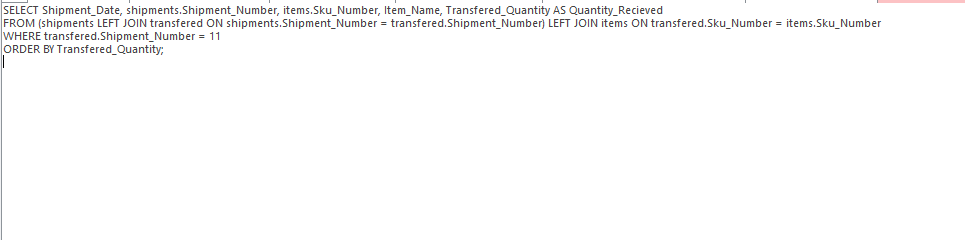 SELECT Shipment_Date, shipments.Shipment_Number, items.Sku_Number, Item_Name, Transfered_Quantity AS Quantity_Recieved
FROM (shipments LEFT JOIN transfered ON shipments.Shipment_Number = transfered.Shipment_Number) LEFT JOIN items ON transfered.Sku_Number = items.Sku_Number
WHERE transfered.Shipment_Number = 11
ORDER BY Transfered_Quantity;